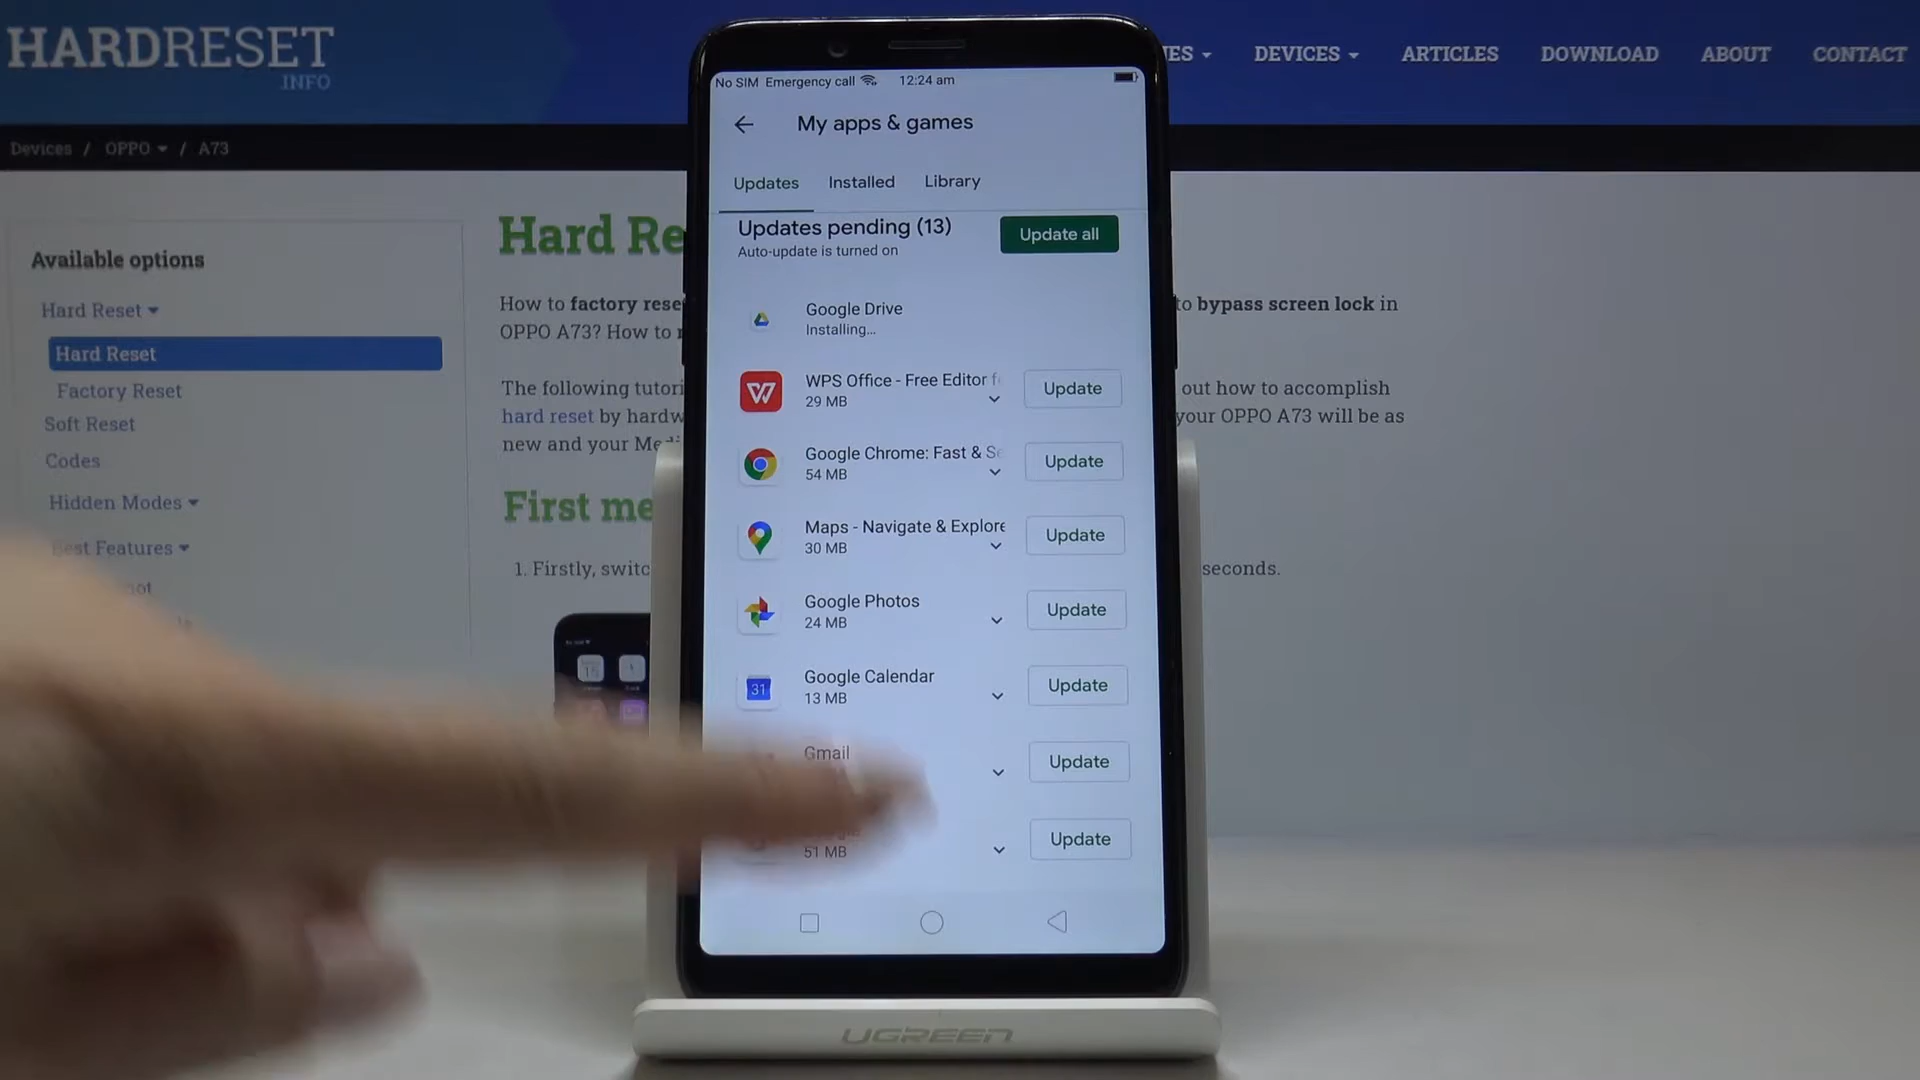 HARDRESET
.INFO
DEVICES
ARTICLES
DOWNLOAD
ABOUT
CONTACT
Devices / OPPO / A73
Available options
Hard Reset
Hard Reset
Factory Reset
Soft Reset
Codes
Hidden Modes
Best Features
Hard Re
How to factory rese
to bypass screen lock in
OPPO A73? How to
The following tutori
out how to accomplish
hard reset by hardw
your OPPO A73 will be as
new and your Me
First me
1. Firstly, switc
seconds.
No SIM Emergency call 12:24 am
My apps & games
Updates Installed Library
Updates pending (13)
Auto-update is turned on
Update all
Google Drive
Installing...
WPS Office - Free Editor f
29 MB
Update
Google Chrome: Fast & Se
54 MB
Update
Maps - Navigate & Explore
30 MB
Update
Google Photos
24 MB
Update
Google Calendar
31
13 MB
Update
Gmail
Update
51 MB
Update
UGREEN